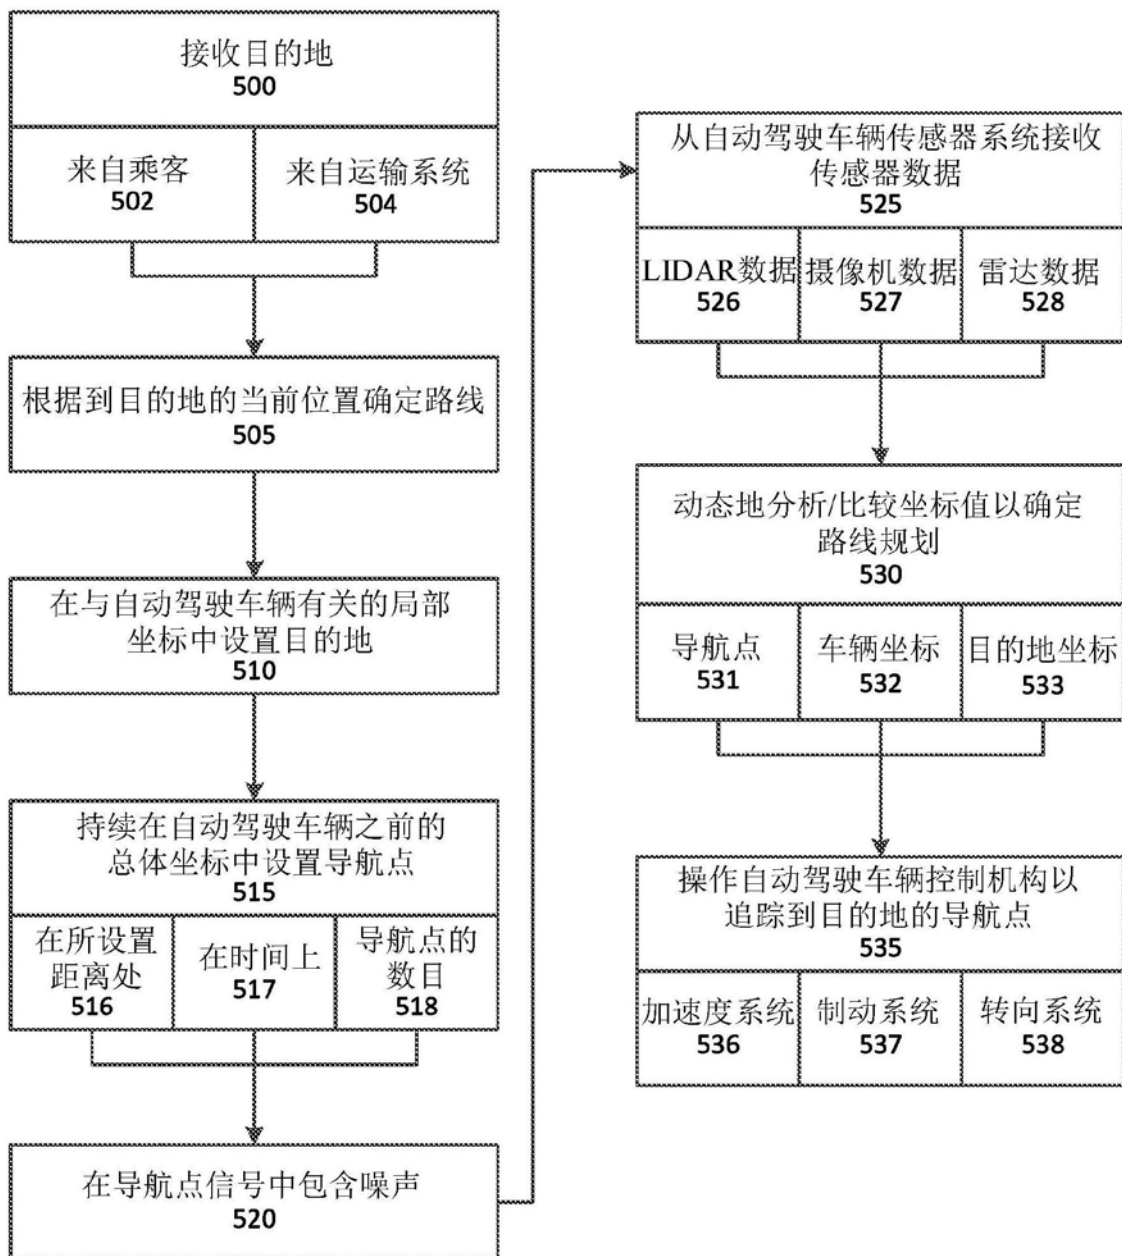 接收目的地
500
来自乘客
502
来自运输系统
504
根据到目的地的当前位置确定路线
505
在与自动驾驶车辆有关的局部
坐标中设置目的地
510
持续在自动驾驶车辆之前的
总体坐标中设置导航点
515
在所设置
距离处
516
在时间上
517
导航点的
数目
518
在导航点信号中包含噪声
520
从自动驾驶车辆传感器系统接收
传感器数据
525
LIDAR数据
526
摄像机数据
527
雷达数据
528
动态地分析/比较坐标值以确定
路线规划
530
导航点
531
车辆坐标
532
目的地坐标
533
操作自动驾驶车辆控制机构以
追踪到目的地的导航点
535
加速度系统
536
制动系统
537
转向系统
538